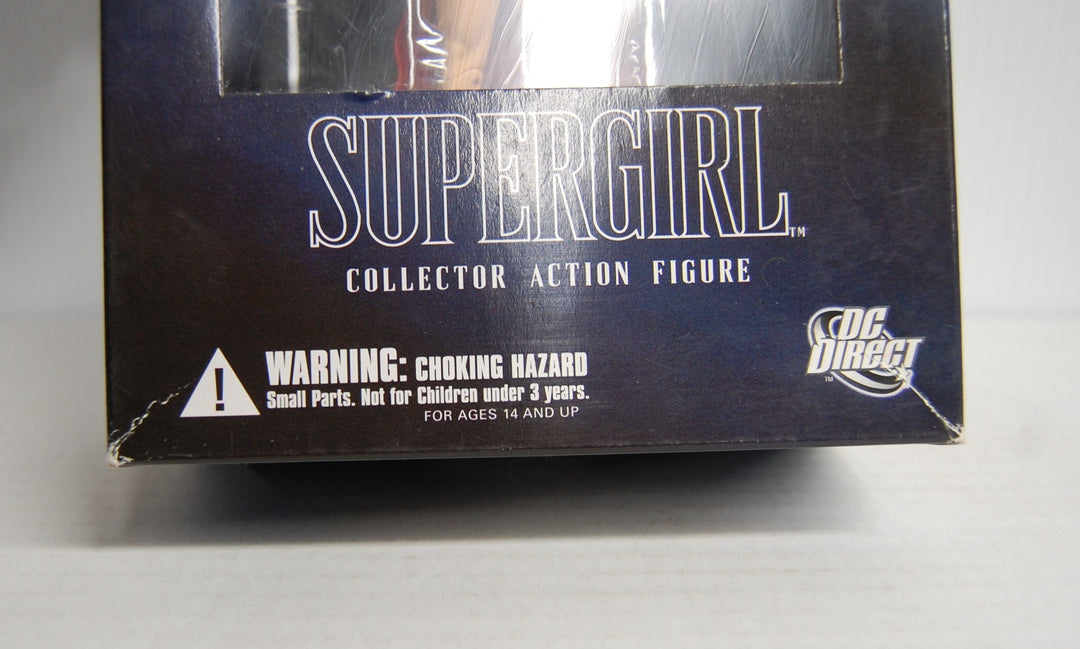 SUPERGIRL™
COLLECTOR ACTION FIGURE
WARNING: CHOKING HAZARD
Small Parts. Not for Children under 3 years.
FOR AGES 14 AND UP
DC
DIRECT
™